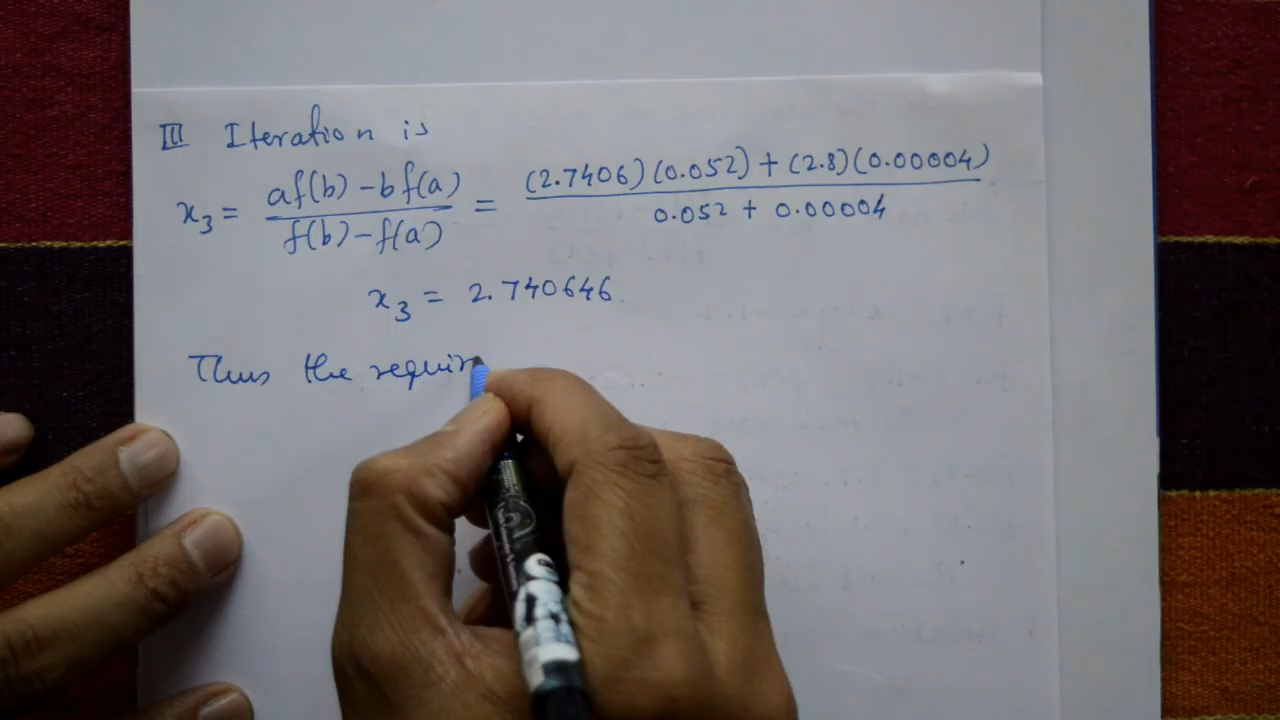 III Iteration is
x₃ = af(b) - bf(a) / f(b) - f(a) = (2.7406)(0.052) + (2.8)(0.00004) / 0.052 + 0.00004
x₃ = 2.740646
Thus the requir